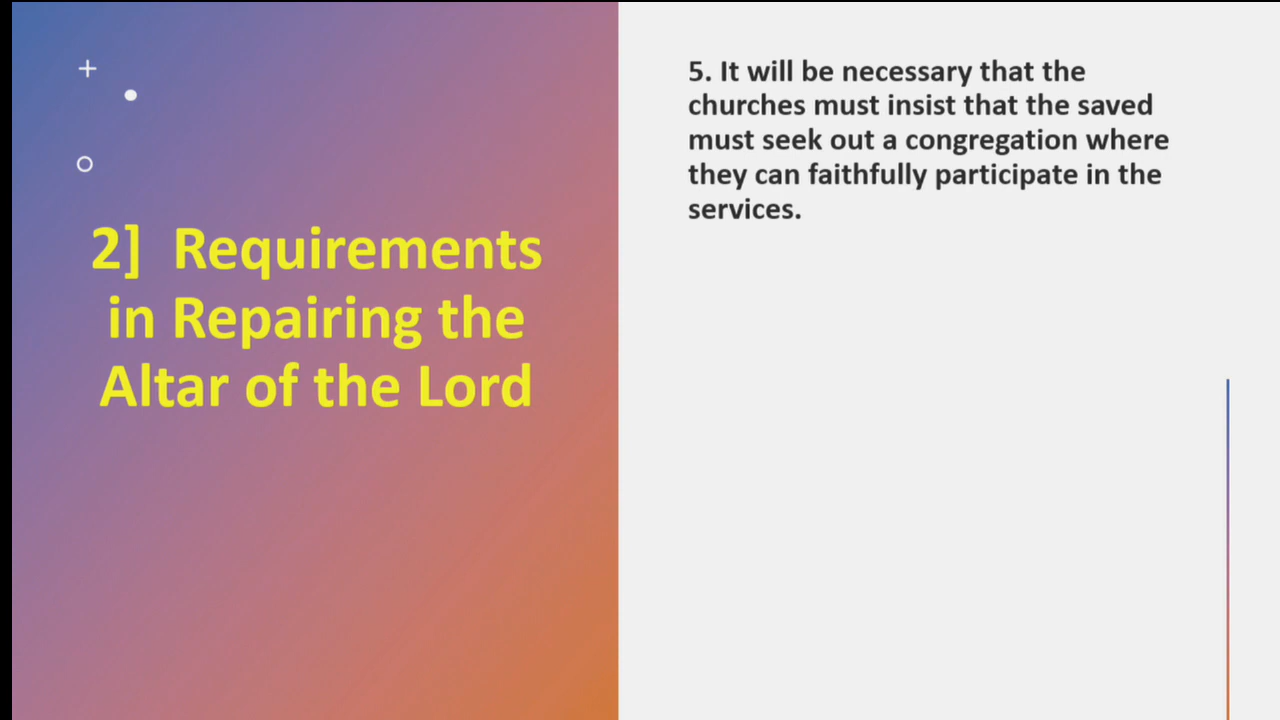 2]  Requirements
in Repairing the
Altar of the Lord
5. It will be necessary that the
churches must insist that the saved
must seek out a congregation where
they can faithfully participate in the
services.